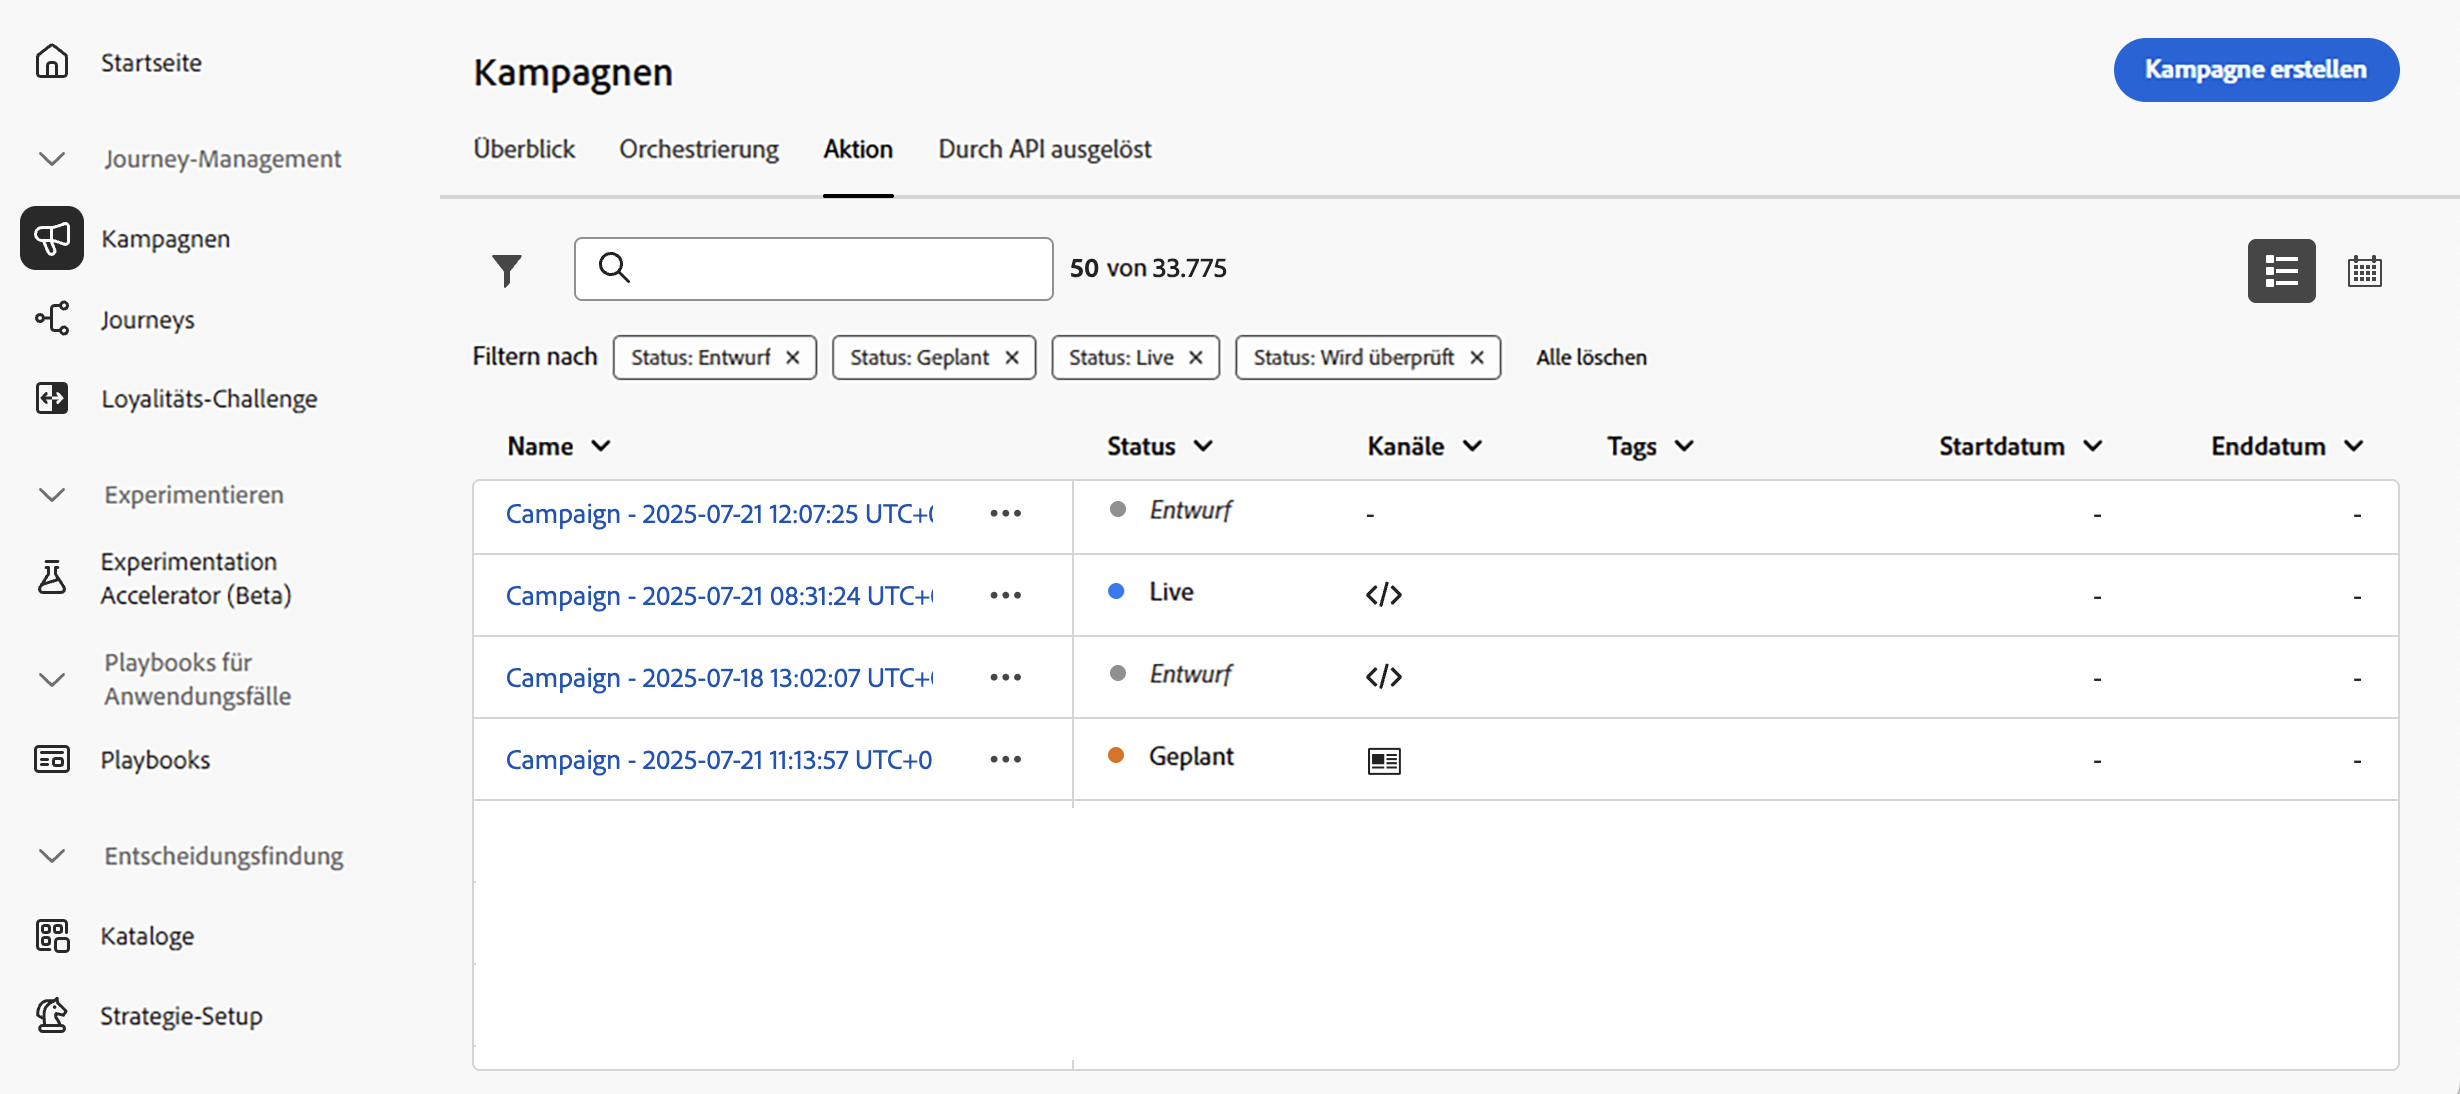 Startseite
Journey-Management
Kampagnen
Journeys
Loyalitäts-Challenge
Experimentieren
Experimentation
Accelerator (Beta)
Playbooks für
Anwendungsfälle
Playbooks
Entscheidungsfindung
Kataloge
Strategie-Setup
Kampagnen
Kampagne erstellen
Überblick Orchestrierung Aktion Durch API ausgelöst
50 von 33.775
Filtern nach Status: Entwurf Status: Geplant Status: Live Status: Wird überprüft Alle löschen
Name Status Kanäle Tags Startdatum Enddatum
Campaign - 2025-07-21 12:07:25 UTC+ Entwurf - - -
Campaign - 2025-07-21 08:31:24 UTC+ Live - -
Campaign - 2025-07-18 13:02:07 UTC+ Entwurf - -
Campaign - 2025-07-21 11:13:57 UTC+0 Geplant - -